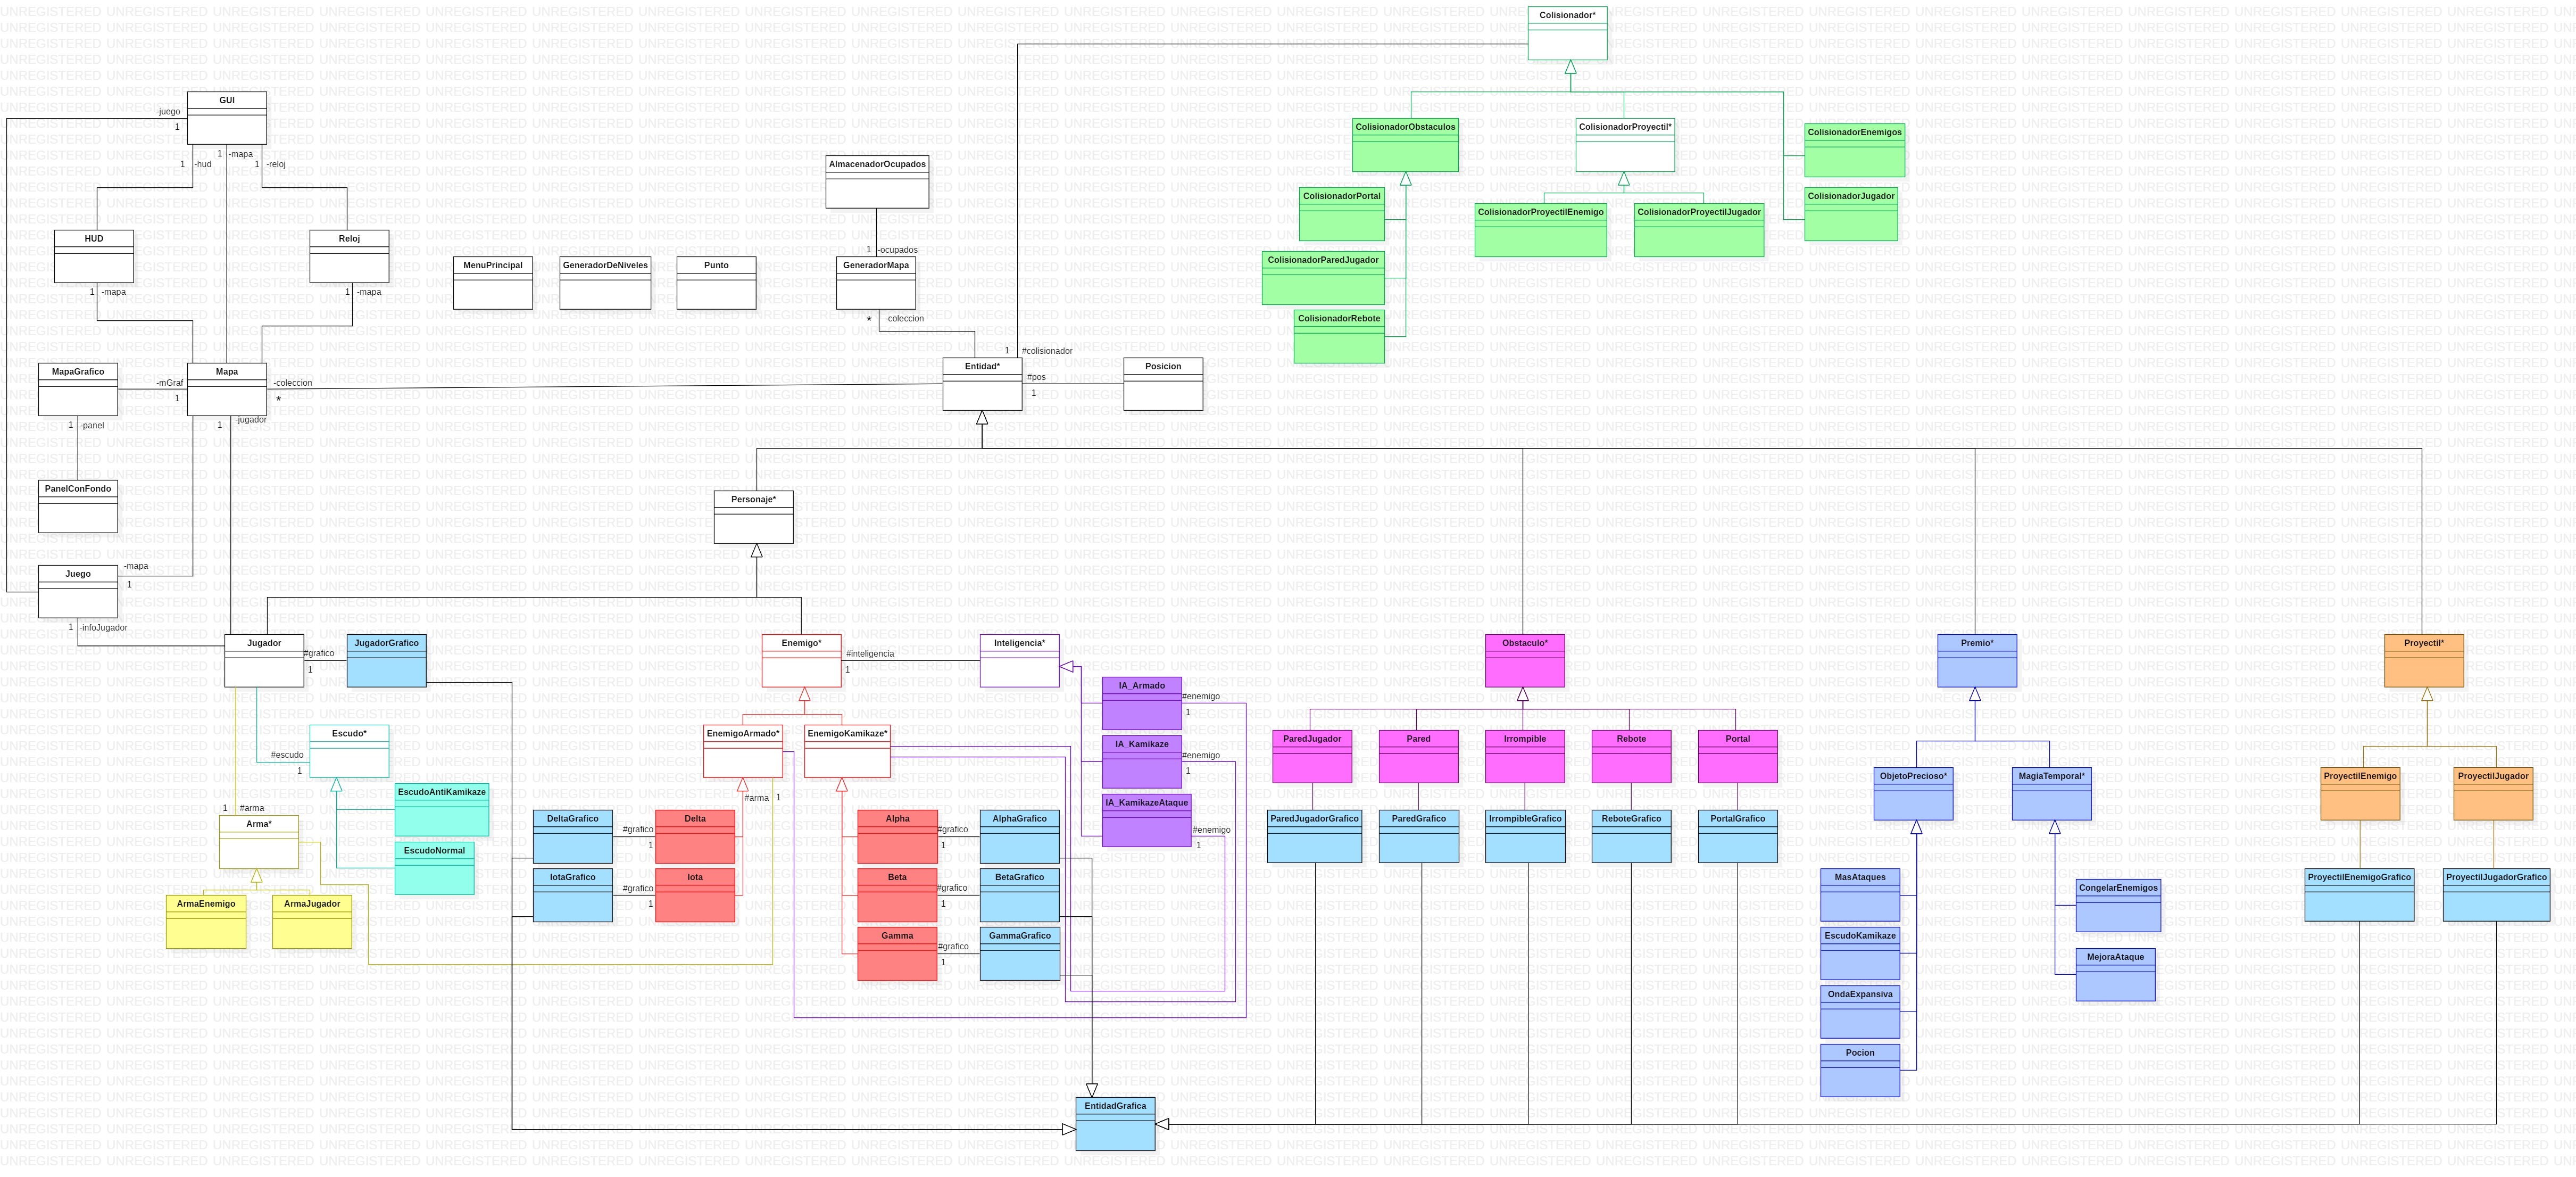 Colisionador*
GUI
-juego
1
1
-hud
1
-mapa
1
-reloj
ColisionadorObstaculos
ColisionadorProyectil*
ColisionadorEnemigos
AlmacenadorOcupados
ColisionadorPortal
ColisionadorProyectilEnemigo
ColisionadorProyectilJugador
ColisionadorJugador
HUD
Reloj
1
-ocupados
MenuPrincipal
GeneradorDeNiveles
Punto
GeneradorMapa
ColisionadorParedJugador
1
-mapa
1
-mapa
*
-coleccion
ColisionadorRebote
1
#colisionador
MapaGrafico
Mapa
Entidad*
Posicion
-mGraf
1
-coleccion
*
#pos
1
1
-panel
1
-jugador
PanelConFondo
Personaje*
Juego
-mapa
1
1
-infoJugador
Jugador
JugadorGrafico
#grafico
1
Enemigo*
#inteligencia
1
Inteligencia*
Obstaculo*
Premio*
Proyectil*
IA_Armado
#enemigo
1
Escudo*
#escudo
1
EnemigoArmado*
EnemigoKamikaze*
IA_Kamikaze
#enemigo
1
ParedJugador
Pared
Irrompible
Rebote
Portal
ObjetoPrecioso*
MagiaTemporal*
ProyectilEnemigo
ProyectilJugador
EscudoAntiKamikaze
#arma
1
IA_KamikazeAtaque
#enemigo
1
1
#arma
Arma*
DeltaGrafico
#grafico
1
Delta
Alpha
#grafico
1
AlphaGrafico
ParedJugadorGrafico
ParedGrafico
IrrompibleGrafico
ReboteGrafico
PortalGrafico
EscudoNormal
IotaGrafico
#grafico
1
Iota
Beta
#grafico
1
BetaGrafico
MasAtaques
CongelarEnemigos
ProyectilEnemigoGrafico
ProyectilJugadorGrafico
ArmaEnemigo
ArmaJugador
Gamma
#grafico
1
GammaGrafico
EscudoKamikaze
MejoraAtaque
OndaExpansiva
Pocion
EntidadGrafica
UNREGISTERED